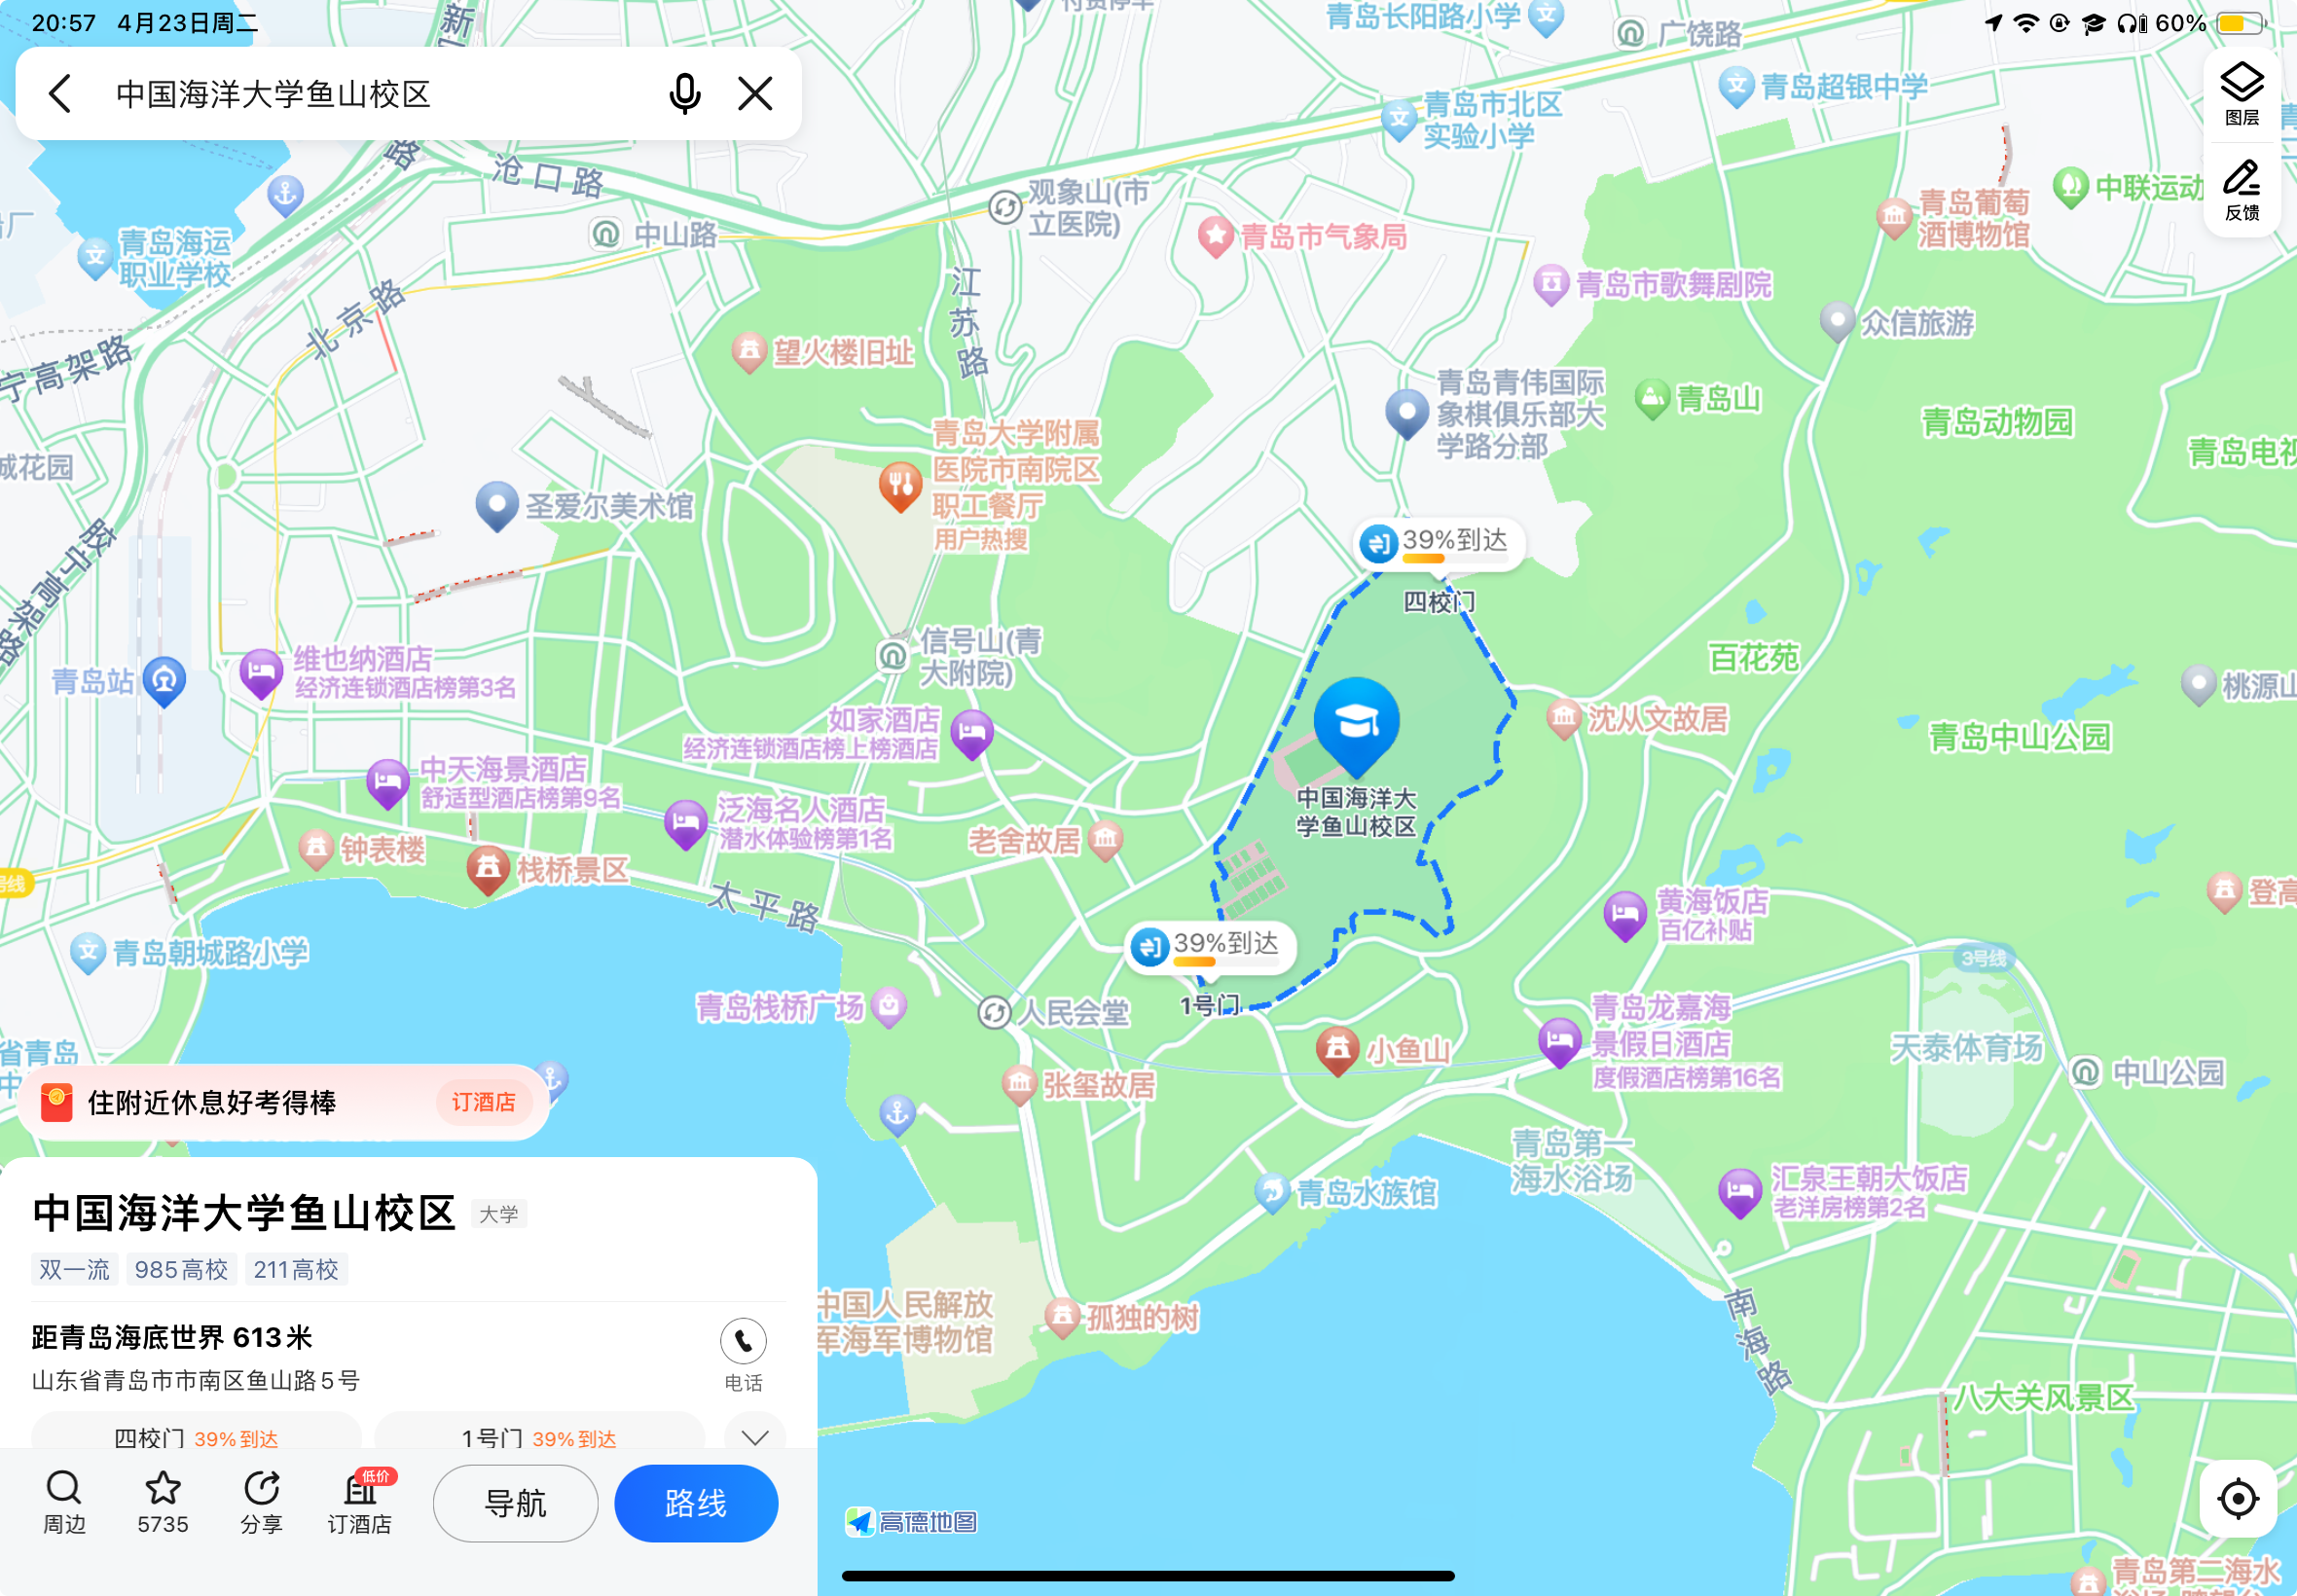 20:57 4月23日周二
60%
中国海洋大学鱼山校区
图层
反馈
付费停车
青岛长阳路小学
广饶路
青岛超银中学
青岛市北区
实验小学
沧口路
路
中山路
观象山(市
立医院)
青岛市气象局
青岛葡萄
酒博物馆
中联运动
青岛海运
职业学校
北京路
江苏路
青岛市歌舞剧院
众信旅游
宁高架路
望火楼旧址
青岛青伟国际
象棋俱乐部大
学路分部
青岛山
青岛动物园
青岛电视
青岛大学附属
医院市南院区
职工餐厅
用户热搜
城花园
圣爱尔美术馆
胶宁高架路
39%到达
四校门
信号山(青
大附院)
百花苑
青岛站
维也纳酒店
经济连锁酒店榜第3名
如家酒店
经济连锁酒店榜上榜酒店
沈从文故居
桃源山
青岛中山公园
中天海景酒店
舒适型酒店榜第9名
泛海名人酒店
潜水体验榜第1名
中国海洋大
学鱼山校区
老舍故居
钟表楼
栈桥景区
号线
太平路
黄海饭店
百亿补贴
登高
青岛朝城路小学
39%到达
1号门
3号线
青岛栈桥广场
人民会堂
小鱼山
青岛龙嘉海
景假日酒店
度假酒店榜第16名
天泰体育场
中山公园
省青岛
张玺故居
住附近休息好考得棒
订酒店
青岛第一
海水浴场
青岛水族馆
汇泉王朝大饭店
老洋房榜第2名
中国海洋大学鱼山校区 大学
双一流 985高校 211高校
距青岛海底世界 613米
山东省青岛市市南区鱼山路5号
电话
中国人民解放
军海军博物馆
孤独的树
南海路
八大关风景区
四校门 39%到达
1号门 39%到达
周边
5735
分享
低价
订酒店
导航
路线
高德地图
青岛第二海水